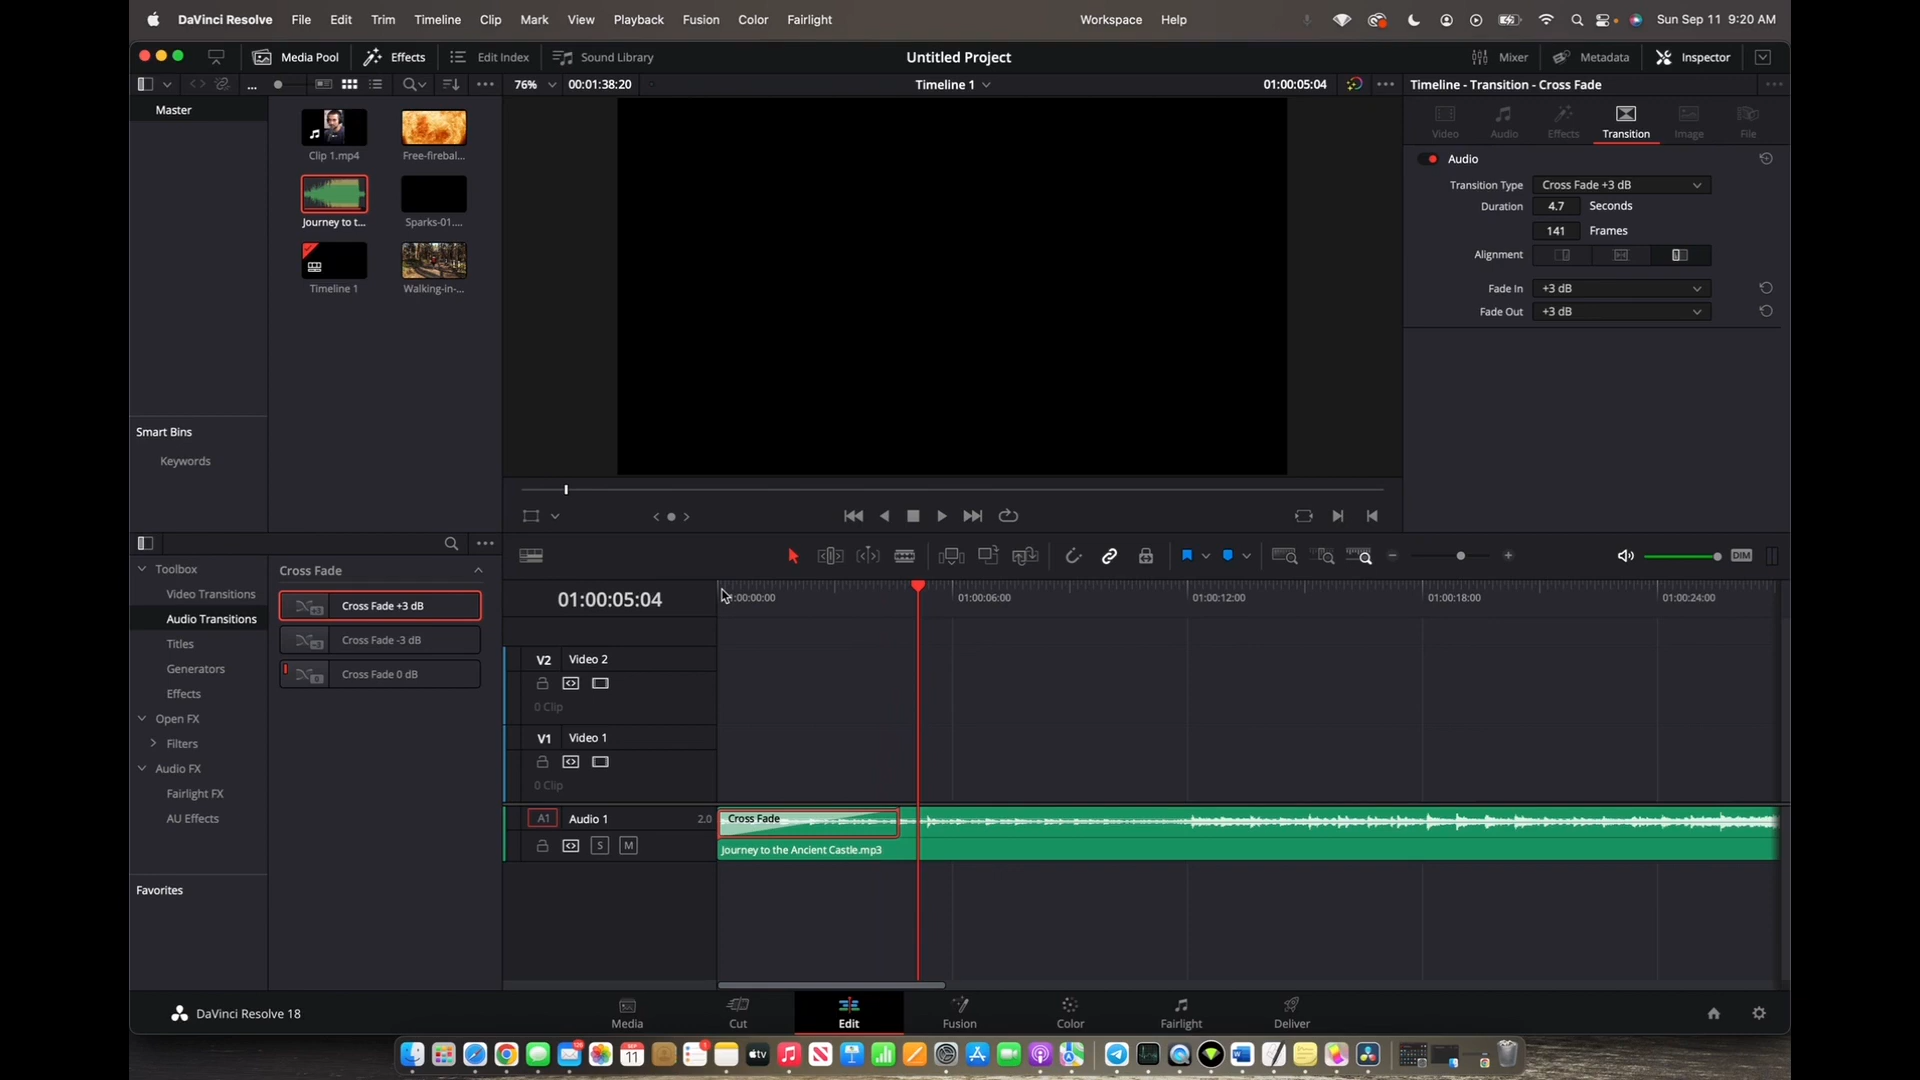 DaVinci Resolve File Edit Trim Timeline Clip Mark View Playback Fusion Color Fairlight Workspace Help Sun Sep 11 9:20 AM
Media Pool Effects Edit Index Sound Library Untitled Project Mixer Metadata Inspector
76% 00:01:38:20 Timeline 1 01:00:05:04 Timeline - Transition - Cross Fade
Master
Clip 1.mp4 Free-firebal...
Journey to t... Sparks-01....
Timeline 1 Walking-in-...
Video Audio Effects Transition Image File
Audio
Transition Type Cross Fade +3 dB
Duration 4.7 Seconds
141 Frames
Alignment
Fade In +3 dB
Fade Out +3 dB
Smart Bins
Keywords
Toolbox
Video Transitions
Audio Transitions
Titles
Generators
Effects
Open FX
Filters
Audio FX
Fairlight FX
AU Effects
Favorites
Cross Fade
Cross Fade +3 dB
Cross Fade -3 dB
Cross Fade 0 dB
DIM
01:00:05:04 :00:00:00 01:00:06:00 01:00:12:00 01:00:18:00 01:00:24:00
V2 Video 2
0 Clip
V1 Video 1
0 Clip
A1 Audio 1 2.0
S M
Cross Fade
Journey to the Ancient Castle.mp3
DaVinci Resolve 18
Media Cut Edit Fusion Color Fairlight Deliver
SEP
11
tv